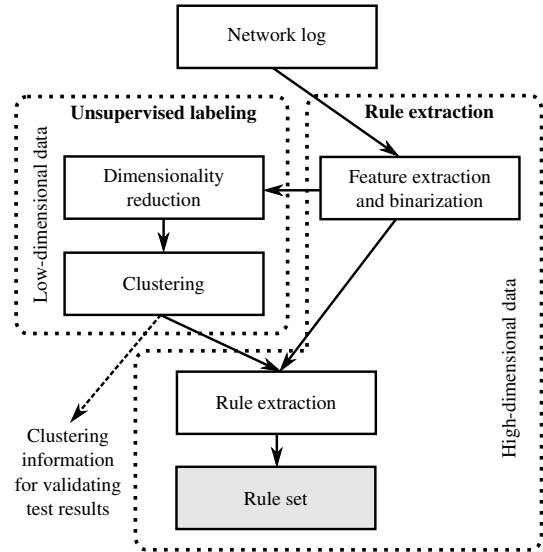 Network log
Unsupervised labeling
Rule extraction
Low-dimensional data
Dimensionality
reduction
Feature extraction
and binarization
Clustering
High-dimensional data
Rule extraction
Clustering
information
for validating
test results
Rule set